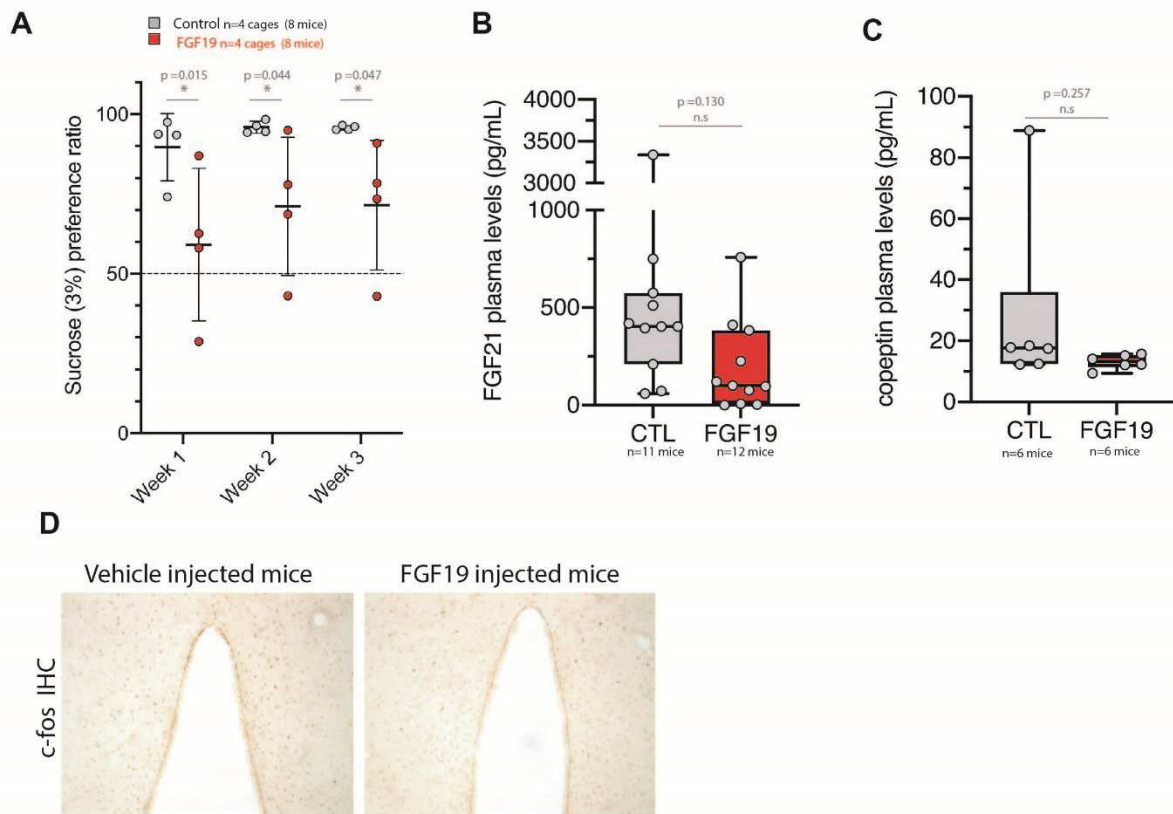 A
Control n=4 cages (8 mice)
FGF19 n=4 cages (8 mice)
p =0.015
*
p =0.044
*
p =0.047
*
Sucrose (3%) preference ratio
100
50
0
Week 1
Week 2
Week 3
B
p=0.130
n.s
FGF21 plasma levels (pg/mL)
4000
3500
3000
1000
500
0
CTL
n=11 mice
FGF19
n=12 mice
C
p=0.257
n.s
copeptin plasma levels (pg/mL)
100
80
60
40
20
0
CTL
n=6 mice
FGF19
n=6 mice
D
Vehicle injected mice
FGF19 injected mice
c-fos IHC